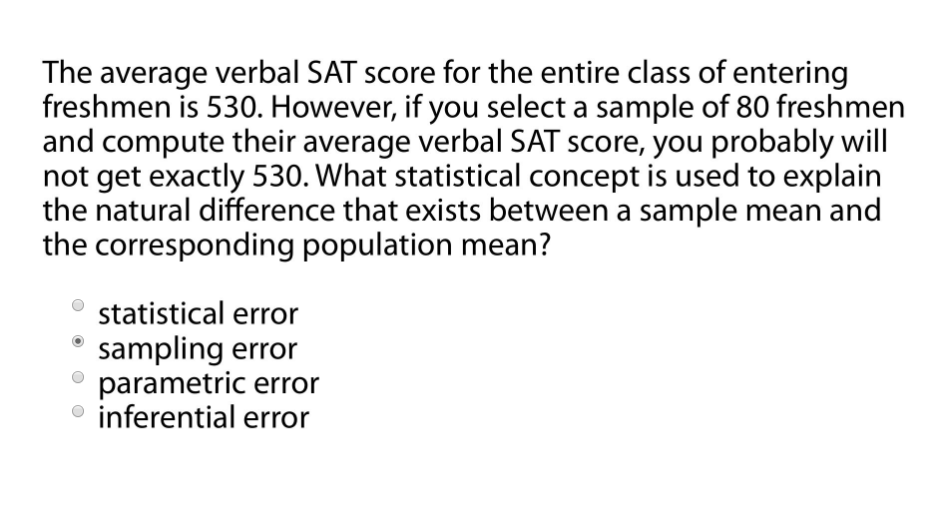 The average verbal SAT score for the entire class of entering
freshmen is 530. However, if you select a sample of 80 freshmen
and compute their average verbal SAT score, you probably will
not get exactly 530. What statistical concept is used to explain
the natural difference that exists between a sample mean and
the corresponding population mean?
statistical error
sampling error
parametric error
inferential error